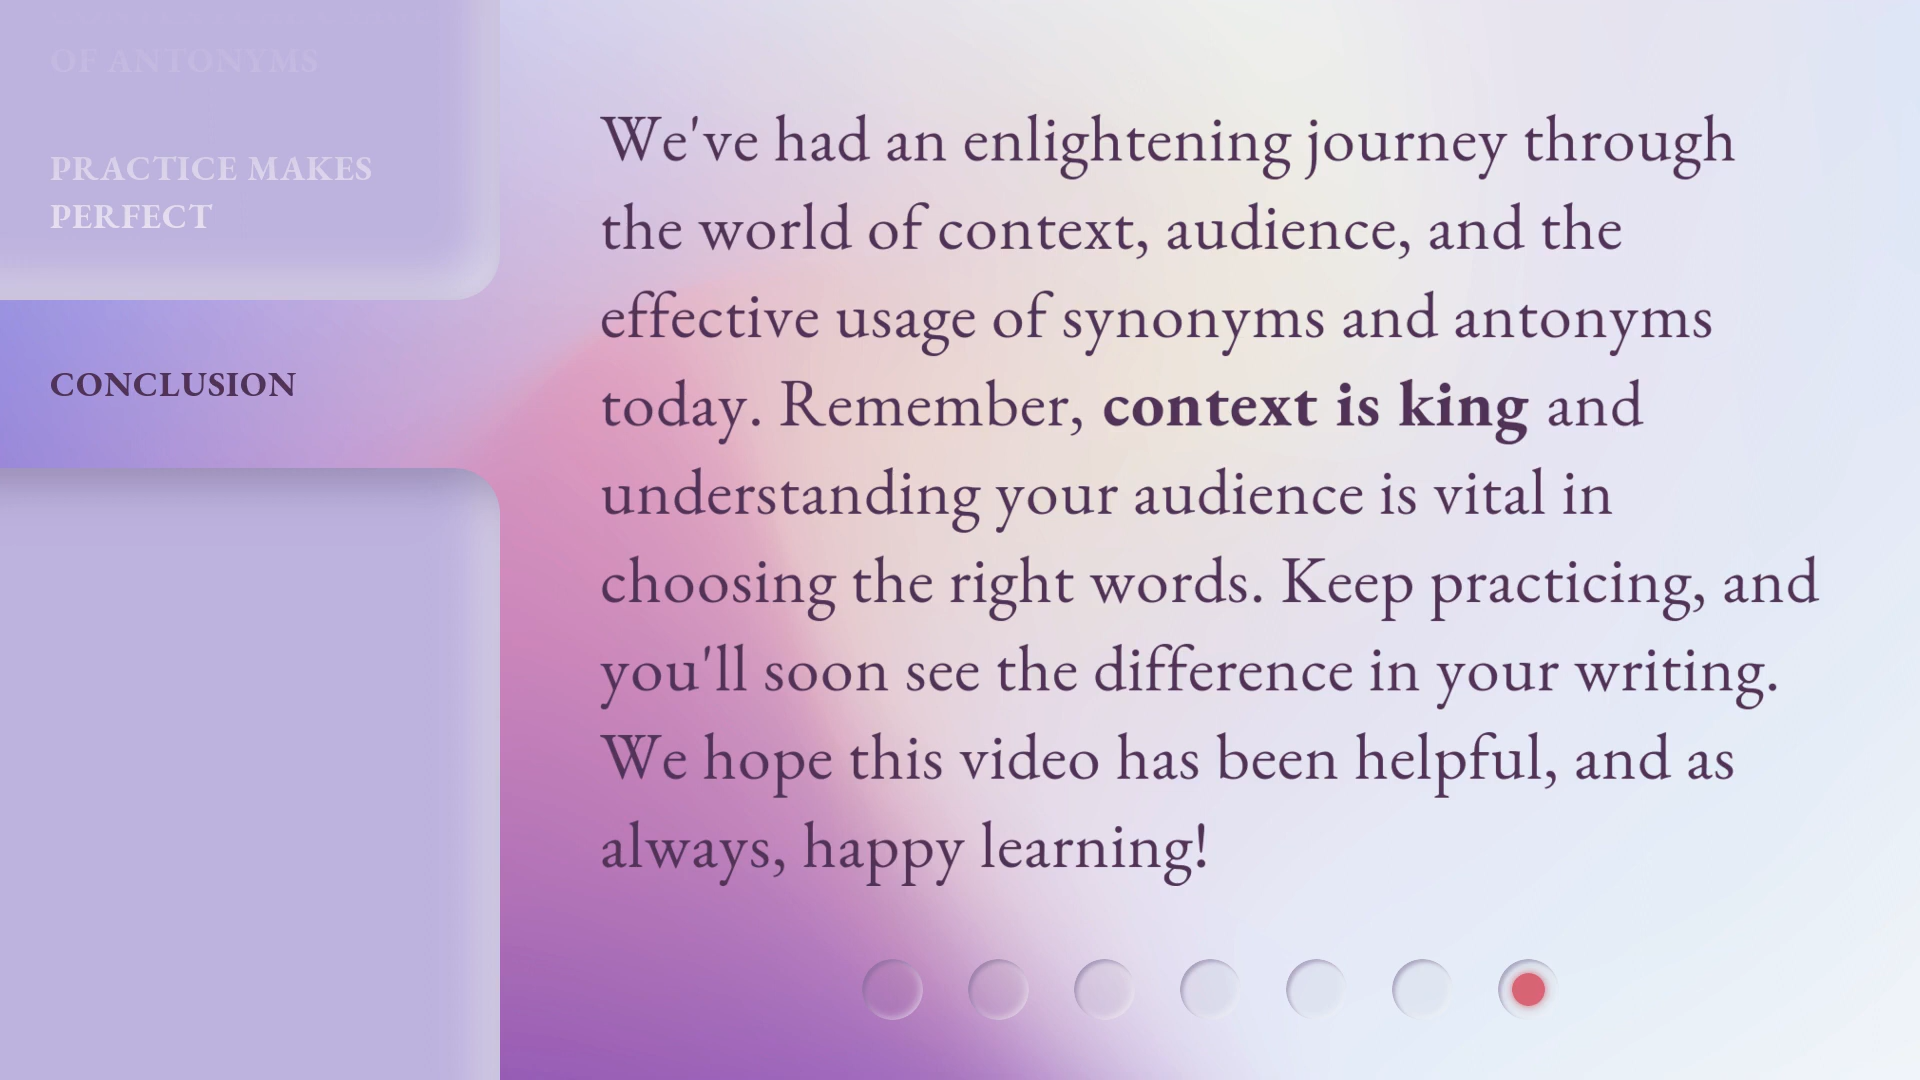 OF ANTONYMS
PRACTICE MAKES
PERFECT
CONCLUSION
We've had an enlightening journey through
the world of context, audience, and the
effective usage of synonyms and antonyms
today. Remember, context is king and
understanding your audience is vital in
choosing the right words. Keep practicing, and
you'll soon see the difference in your writing.
We hope this video has been helpful, and as
always, happy learning!